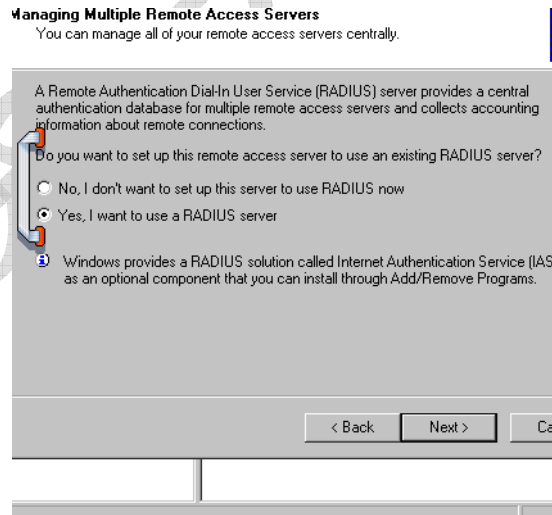 Managing Multiple Remote Access Servers
You can manage all of your remote access servers centrally.
A Remote Authentication Dial-In User Service (RADIUS) server provides a central
authentication database for multiple remote access servers and collects accounting
information about remote connections.
Do you want to set up this remote access server to use an existing RADIUS server?
No, I don't want to set up this server to use RADIUS now
Yes, I want to use a RADIUS server
Windows provides a RADIUS solution called Internet Authentication Service (IAS
as an optional component that you can install through Add/Remove Programs.
< Back Next > Ca